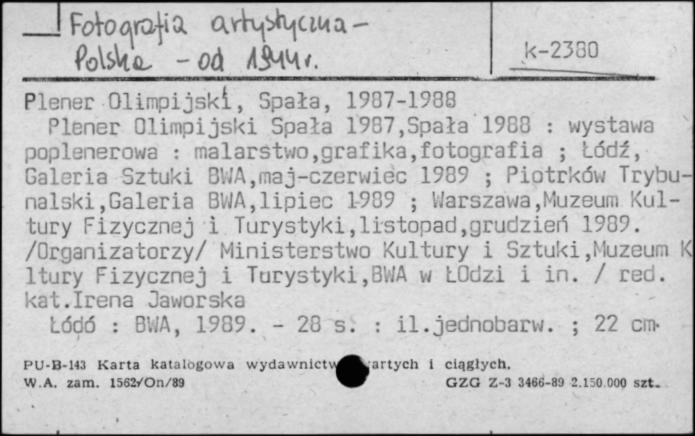 Fotografia artystyczna -
Polska - od 1944r.
k-2380
Plener Olimpijski, Spała, 1987-1988
Plener Olimpijski Spała 1987,Spała 1988 : wystawa
poplenerowa : malarstwo,grafika,fotografia ; Łódź,
Galeria Sztuki BWA,maj-czerwiec 1989 ; Piotrków Trybu-
nalski,Galeria BWA,lipiec 1989 ; Warszawa,Muzeum Kul-
tury Fizycznej i Turystyki,listopad,grudzień 1989.
/Organizatorzy/ Ministerstwo Kultury i Sztuki,Muzeum K
ltury Fizycznej i Turystyki,BWA w ŁOdzi i in. / red.
kat.Irena Jaworska
Łódó : BWA, 1989. - 28 s. : il.jednobarw. ; 22 cm
PU-B-143 Karta katalogowa wydawnictw artych i ciągłych.
W.A. zam. 1562/On/89
GZG Z-3 3466-89 2.150.000 szt.